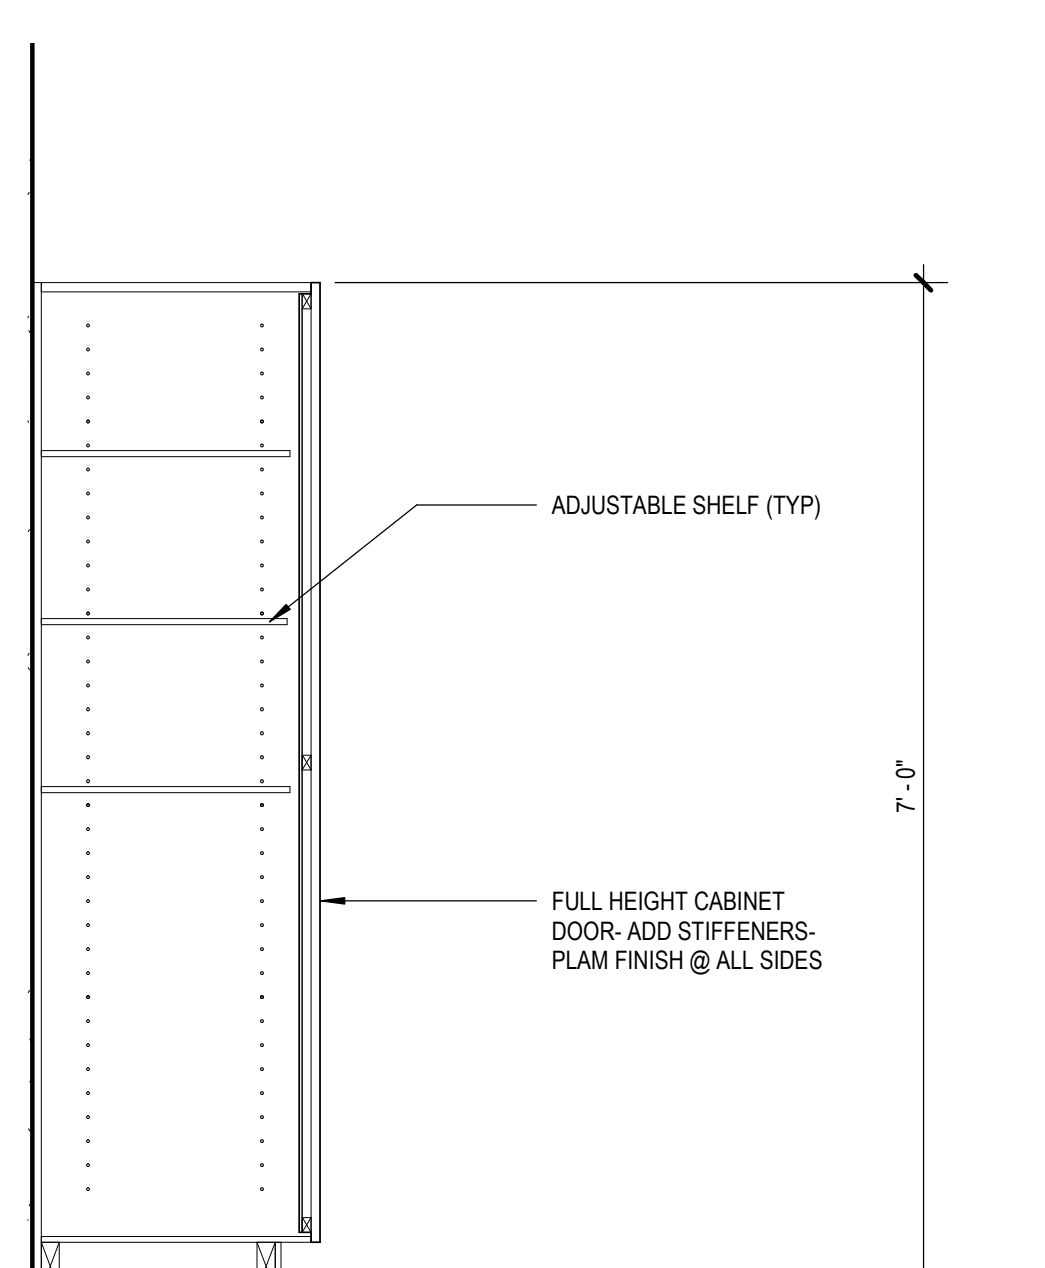 ADJUSTABLE SHELF (TYP)
7' - 0"
FULL HEIGHT CABINET
DOOR- ADD STIFFENERS-
PLAM FINISH @ ALL SIDES